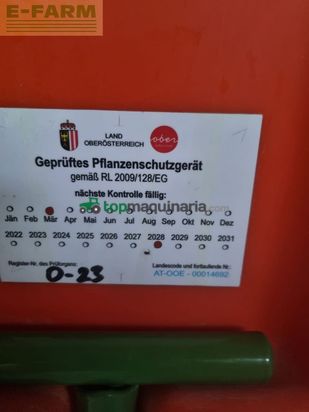 E-FARM
LAND
OBERÖSTERREICH
Geprüftes Pflanzenschutzgerät
gemäß RL 2009/128/EG
nächste Kontrolle fällig:
topmaquinaria.com
Jän Feb Mär Apr Mai Jun Jul Aug Sep Okt Nov Dez
2022 2023 2024 2025 2026 2027 2028 2029 2030 2031
Register-Nr. des Prüforgans:
0-23
Landescode und fortlaufende Nr.:
AT-OOE - 00014692